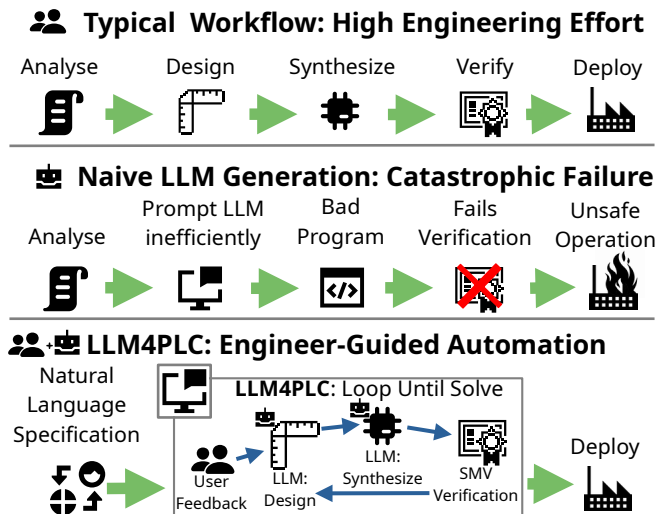 Typical Workflow: High Engineering Effort
Analyse
Design
Synthesize
Verify
Deploy
Naive LLM Generation: Catastrophic Failure
Analyse
Prompt LLM
inefficiently
Bad
Program
Fails
Verification
Unsafe
Operation
</>
+
LLM4PLC: Engineer-Guided Automation
Natural
Language
Specification
LLM4PLC: Loop Until Solve
User
Feedback
LLM:
Design
LLM:
Synthesize
SMV
Verification
Deploy